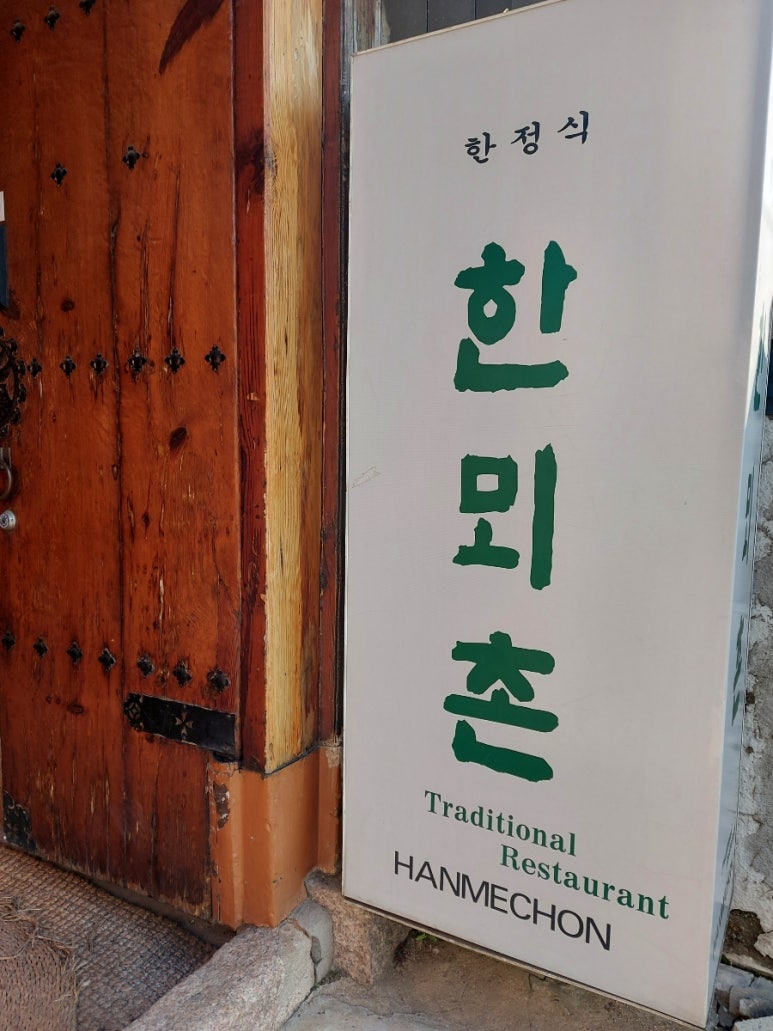 한정식
한뫼촌
Traditional
Restaurant
HANMECHON